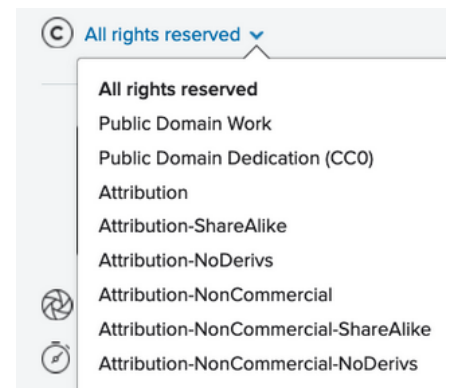 © All rights reserved
All rights reserved
Public Domain Work
Public Domain Dedication (CC0)
Attribution
Attribution-ShareAlike
Attribution-NoDerivs
Attribution-NonCommercial
Attribution-NonCommercial-ShareAlike
Attribution-NonCommercial-NoDerivs